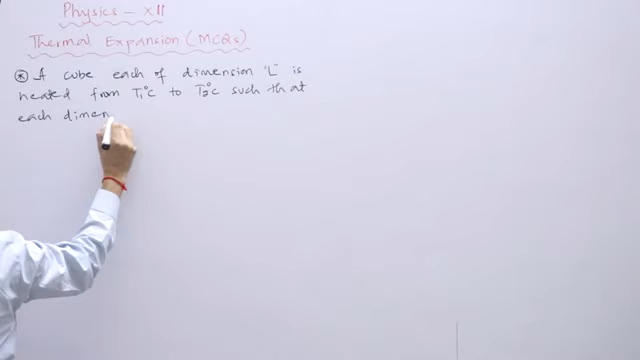 Physics - XII
Thermal Expansion (MCQs)
* A cube each of dimension "L" is
heated from T₁°C to T₂°C such that
each dimen